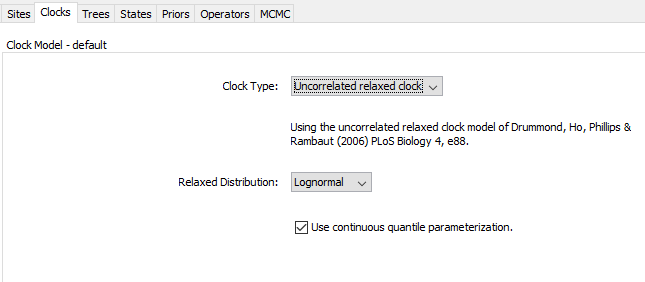 Sites Clocks Trees States Priors Operators MCMC
Clock Model - default
Clock Type: Uncorrelated relaxed clock
Using the uncorrelated relaxed clock model of Drummond, Ho, Phillips &
Rambaut (2006) PLoS Biology 4, e88.
Relaxed Distribution: Lognormal
Use continuous quantile parameterization.